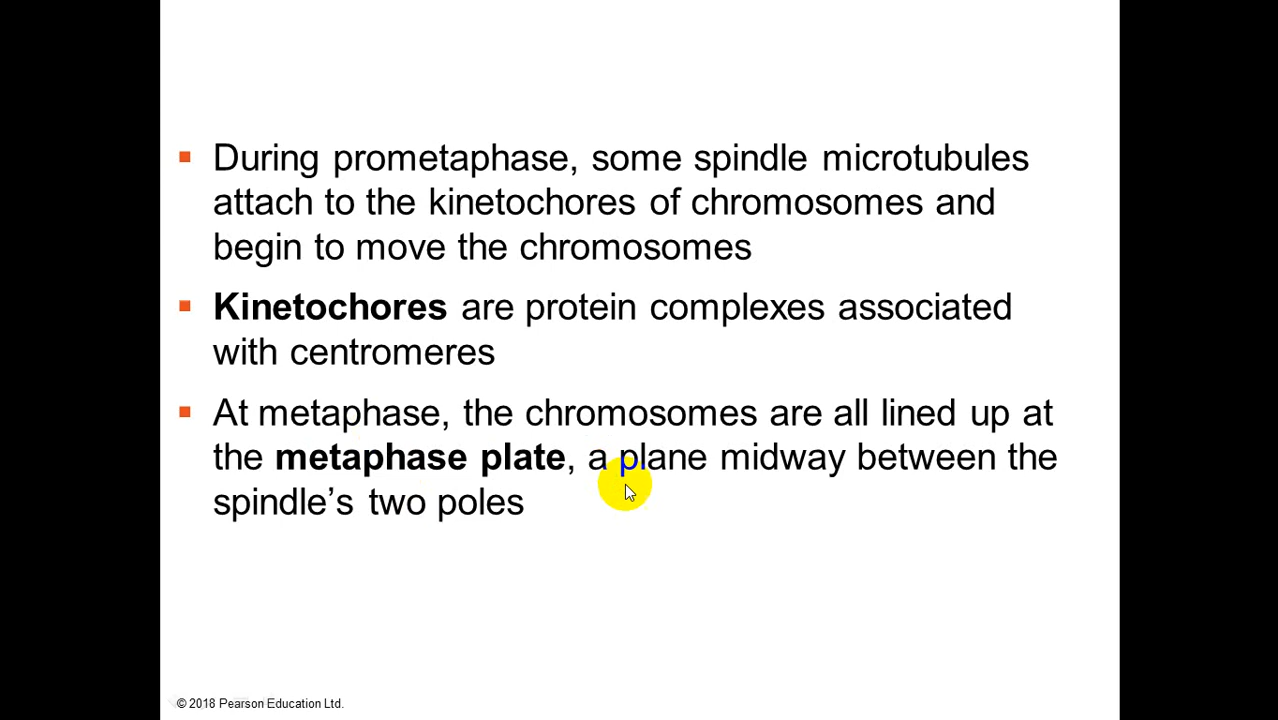 During prometaphase, some spindle microtubules
attach to the kinetochores of chromosomes and
begin to move the chromosomes
Kinetochores are protein complexes associated
with centromeres
At metaphase, the chromosomes are all lined up at
the metaphase plate, a plane midway between the
spindle’s two poles
© 2018 Pearson Education Ltd.